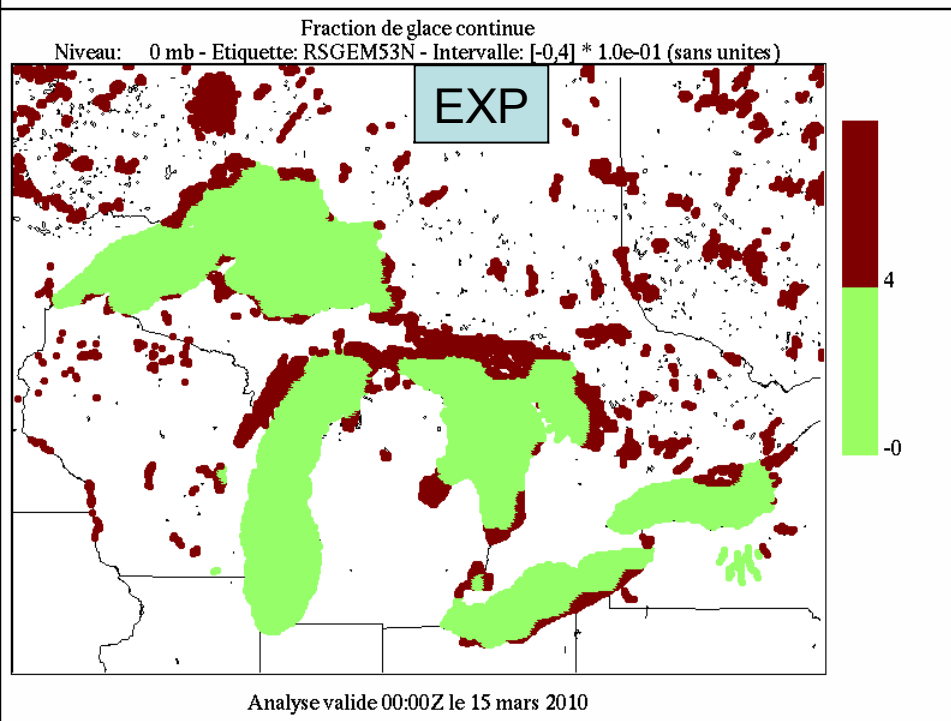 Fraction de glace continue
Niveau: 0 mb - Etiquette: RSGEM53N - Intervalle: [-0,4] * 1.0e-01 (sans unites)
EXP
4
-0
Analyse valide 00:00Z le 15 mars 2010